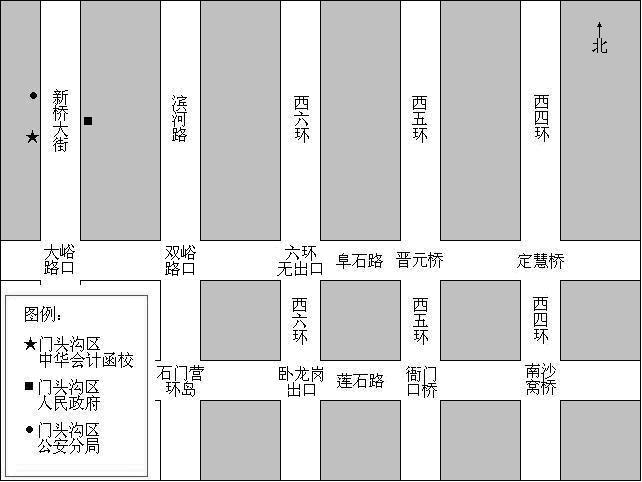 北
新桥大街
滨河路
西六环
西五环
西四环
大峪
路口
双峪
路口
六环
无出口
阜石路
晋元桥
定慧桥
西六环
西五环
西四环
石门营
环岛
卧龙岗
出口
莲石路
衙门
口桥
南沙
窝桥
图例:
门头沟区
中华会计函校
门头沟区
人民政府
门头沟区
公安分局